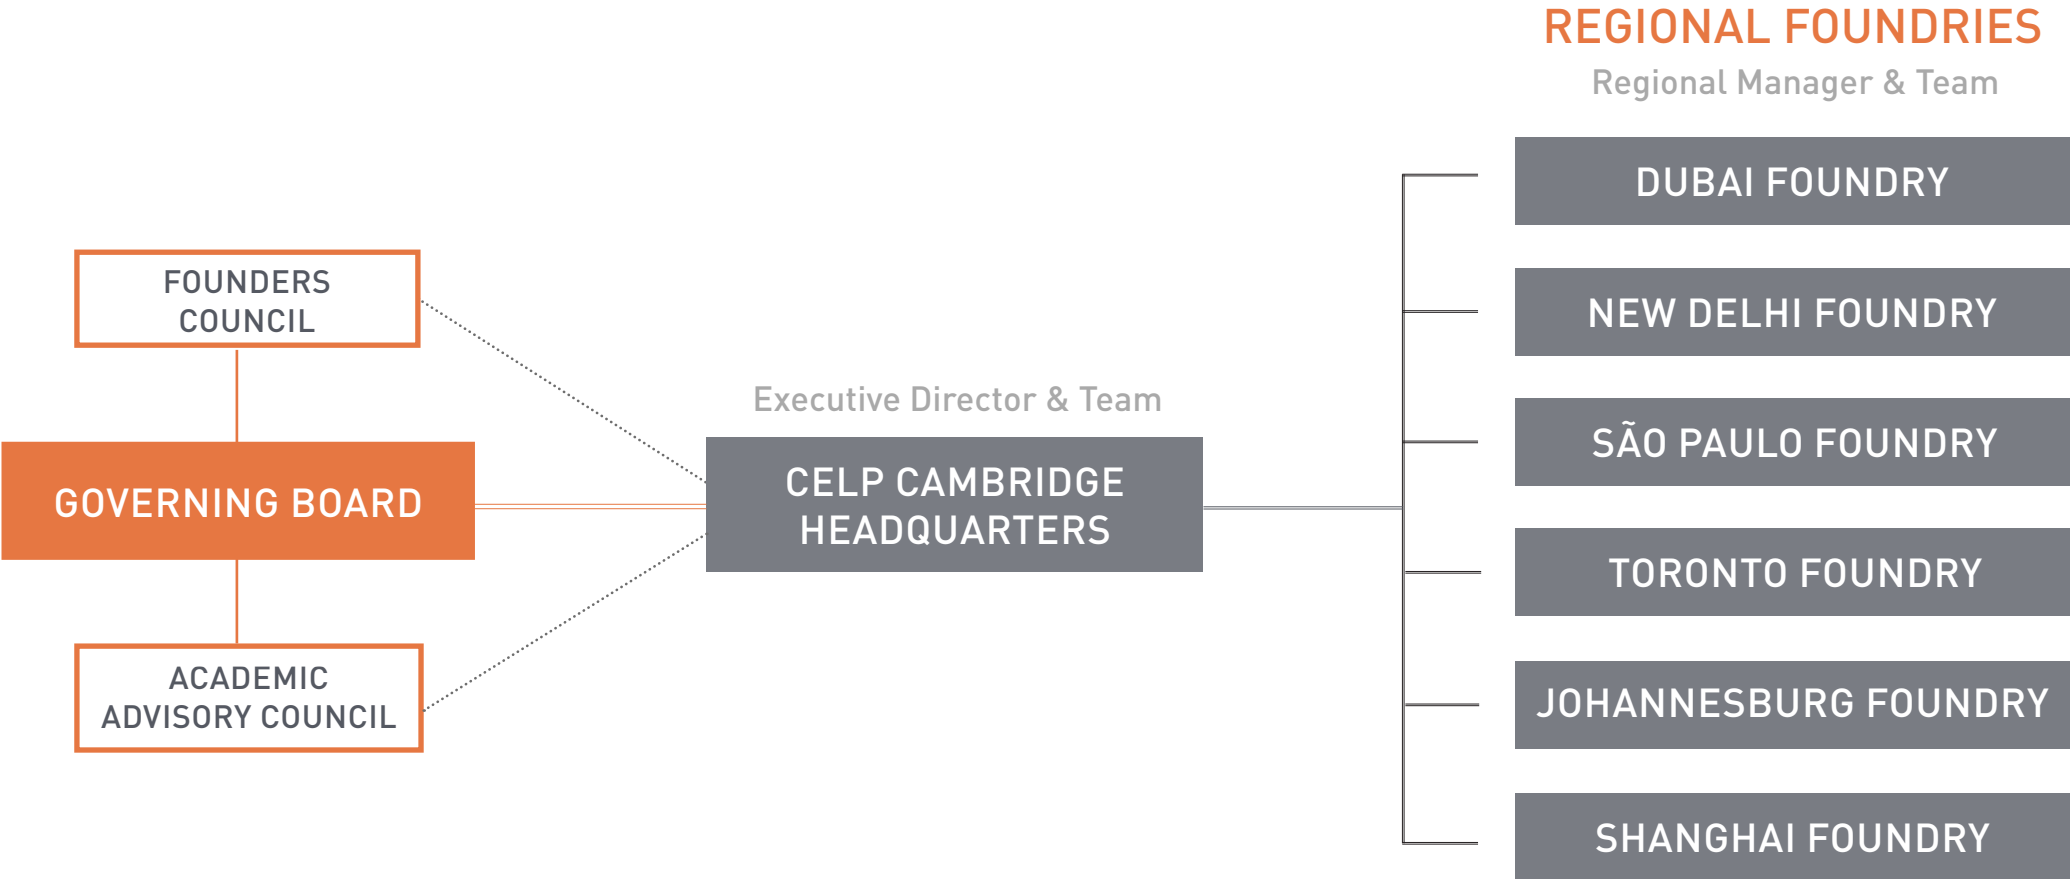 REGIONAL FOUNDRIES
Regional Manager & Team
DUBAI FOUNDRY
NEW DELHI FOUNDRY
SÃO PAULO FOUNDRY
TORONTO FOUNDRY
JOHANNESBURG FOUNDRY
SHANGHAI FOUNDRY
Executive Director & Team
CELP CAMBRIDGE
HEADQUARTERS
FOUNDERS
COUNCIL
GOVERNING BOARD
ACADEMIC
ADVISORY COUNCIL